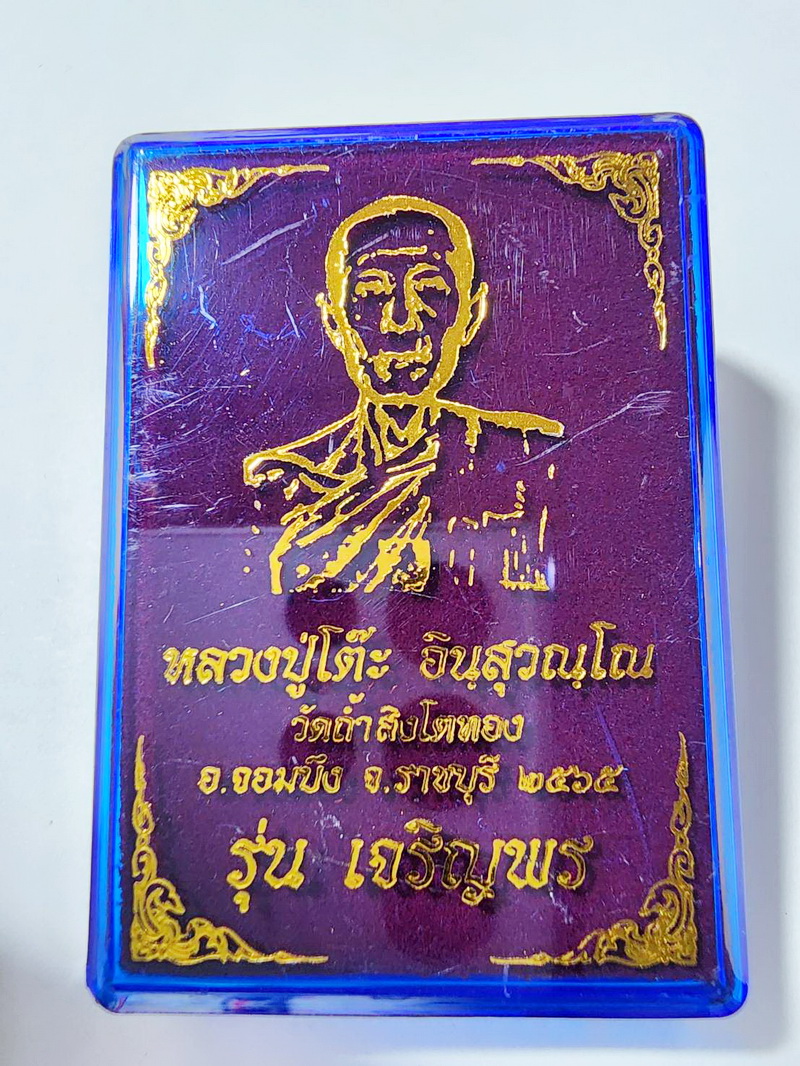 หลวงปู่โต๊ะ อินฺสุวณฺโณ
วัดถ้ำสิงโตทอง
อ.จอมบึง จ.ราชบุรี ๒๕๖๕
รุ่น เจริญพร